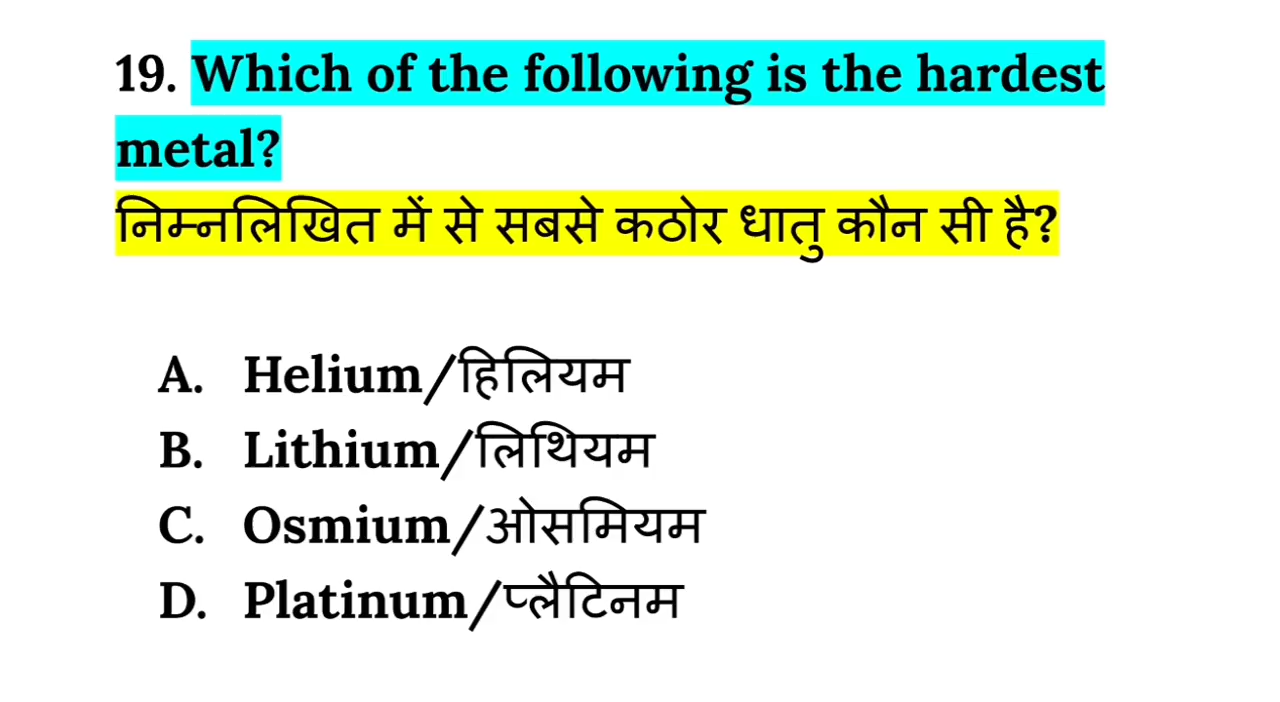 19. Which of the following is the hardest
metal?
निम्नलिखित में से सबसे कठोर धातु कौन सी है?
A. Helium/हिलियम
B. Lithium/लिथियम
C. Osmium/ओसमियम
D. Platinum/प्लैटिनम